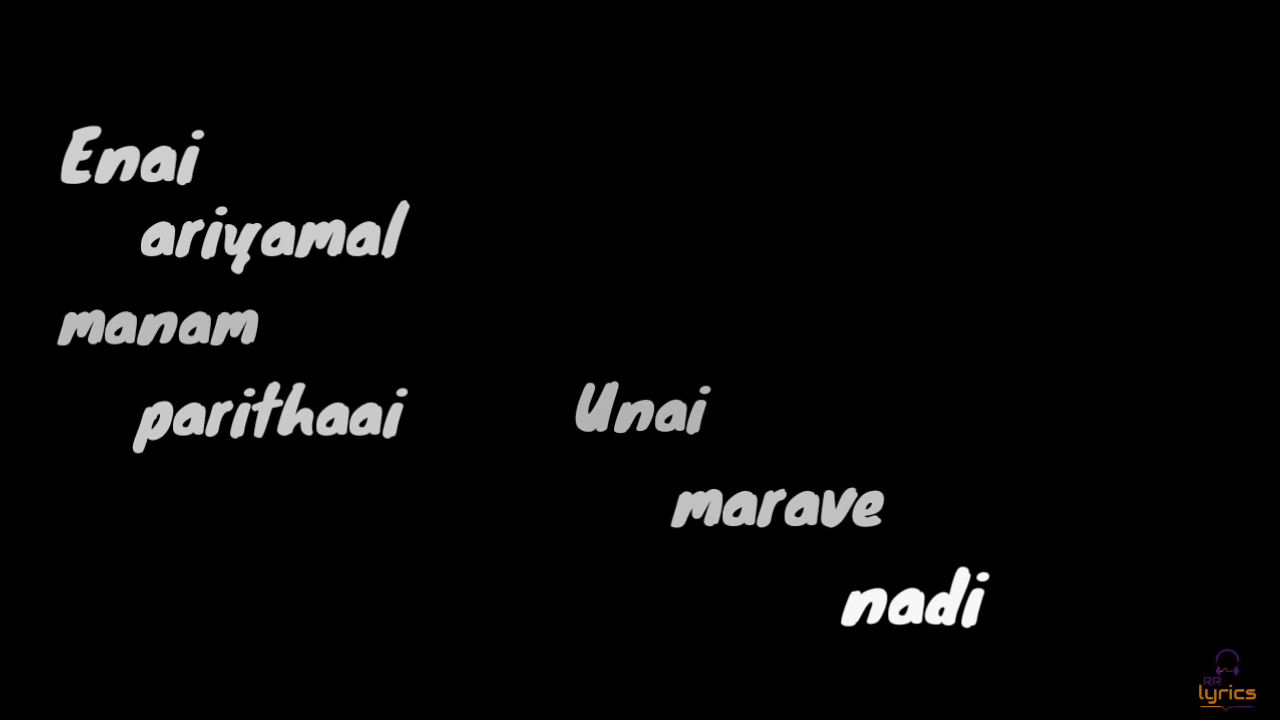 Enai
ariyamal
manam
parithaai
Unai
marave
nadi
RR
lyrics